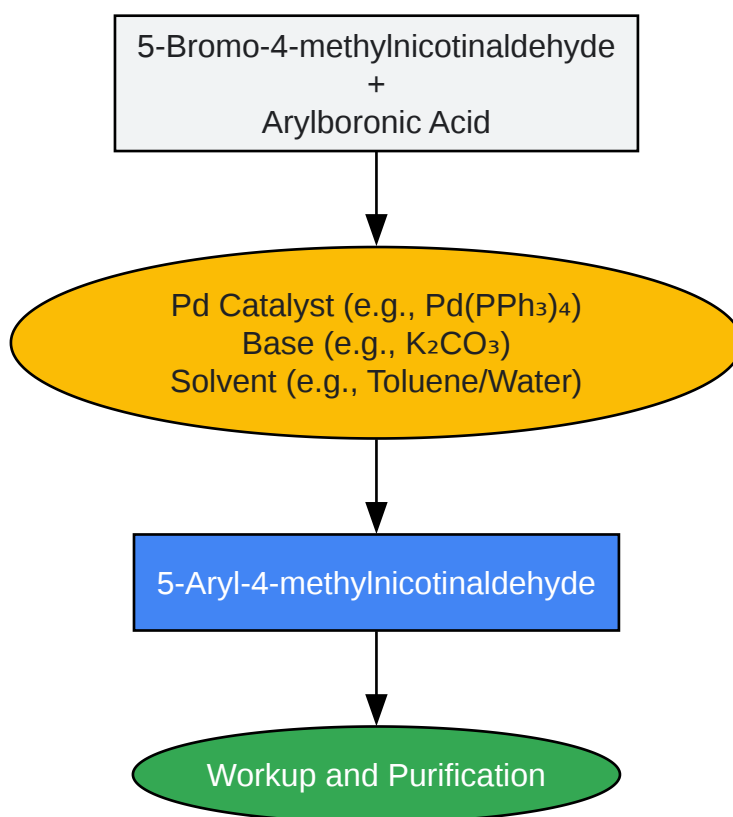 5-Bromo-4-methylnicotinaldehyde
+
Arylboronic Acid
Pd Catalyst (e.g., Pd(PPh₃)₄)
Base (e.g., K₂CO₃)
Solvent (e.g., Toluene/Water)
5-Aryl-4-methylnicotinaldehyde
Workup and Purification